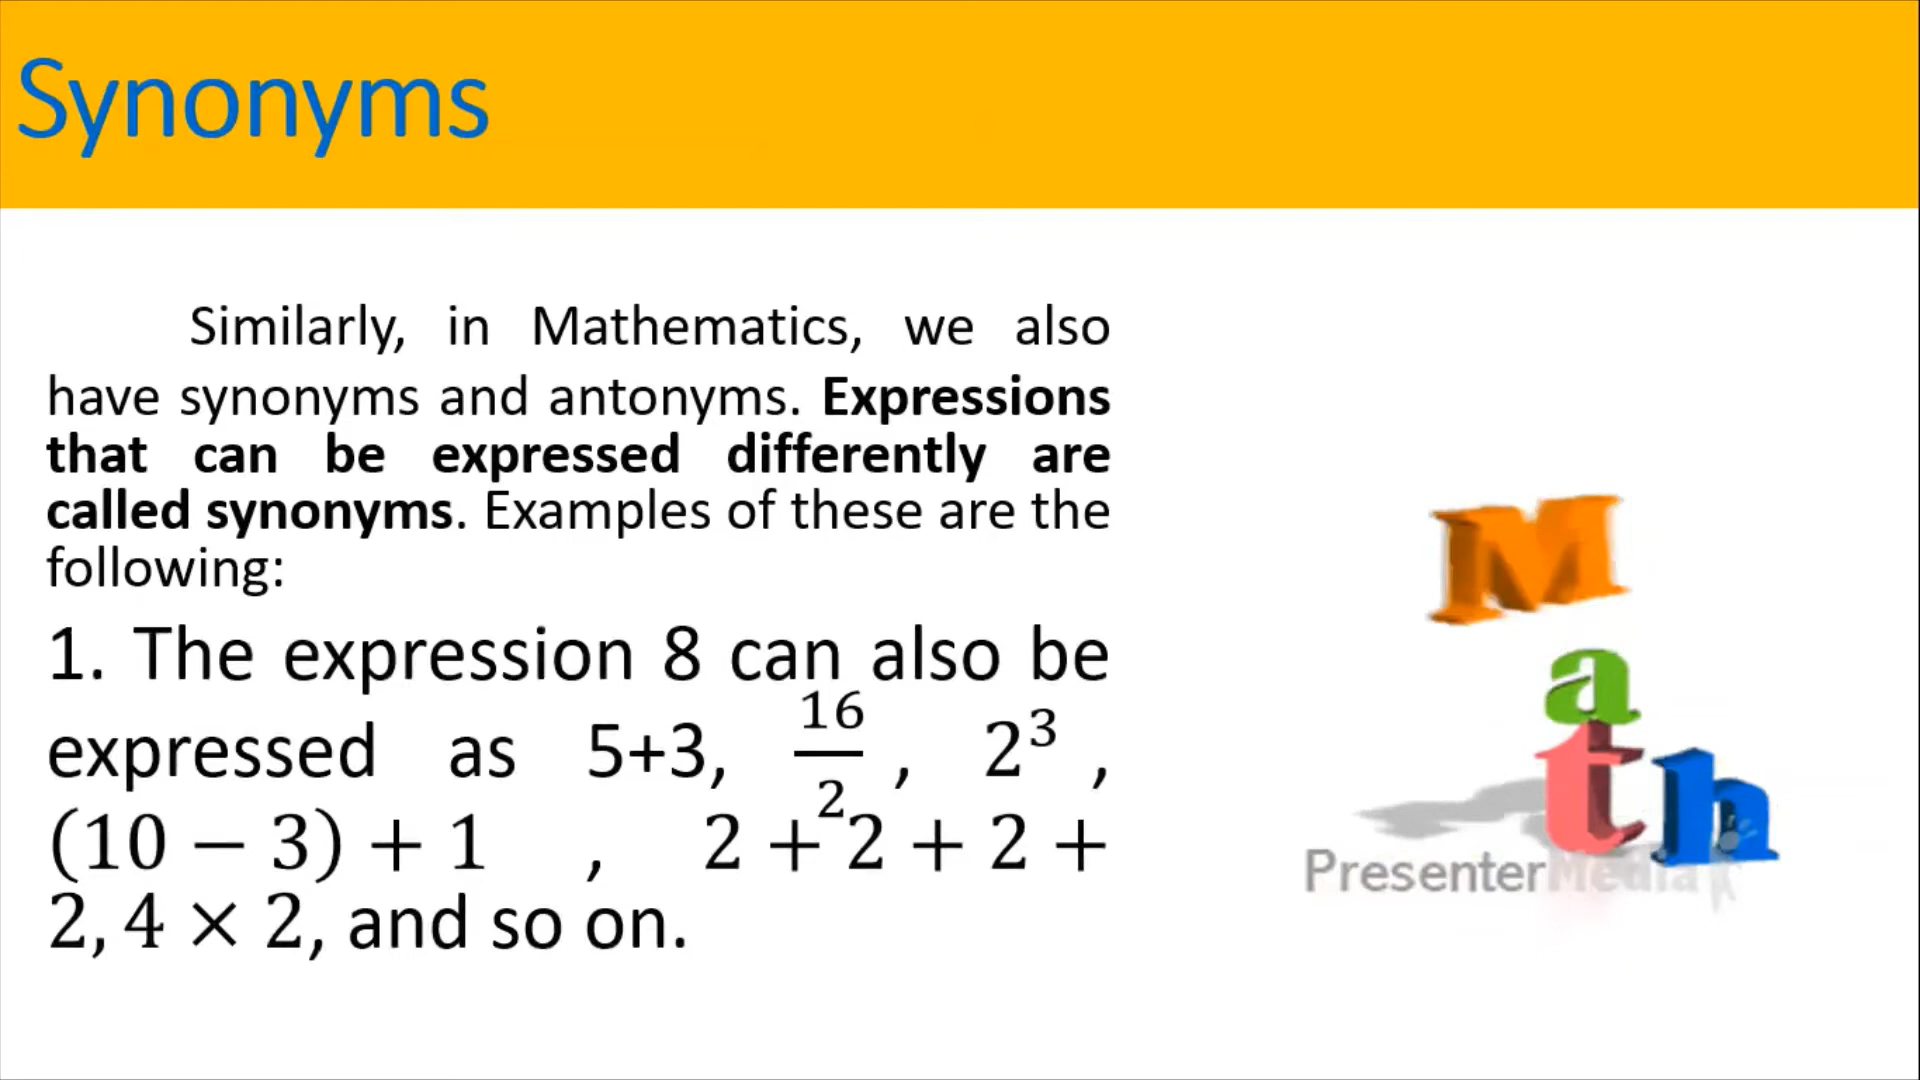 Synonyms
Similarly, in Mathematics, we also
have synonyms and antonyms. Expressions
that can be expressed differently are
called synonyms. Examples of these are the
following:
1. The expression 8 can also be
expressed as 5+3, 16/2 , 2³ ,
(10 − 3) + 1 , 2 + 2 + 2 +
2, 4 × 2, and so on.
Math
PresenterMedia